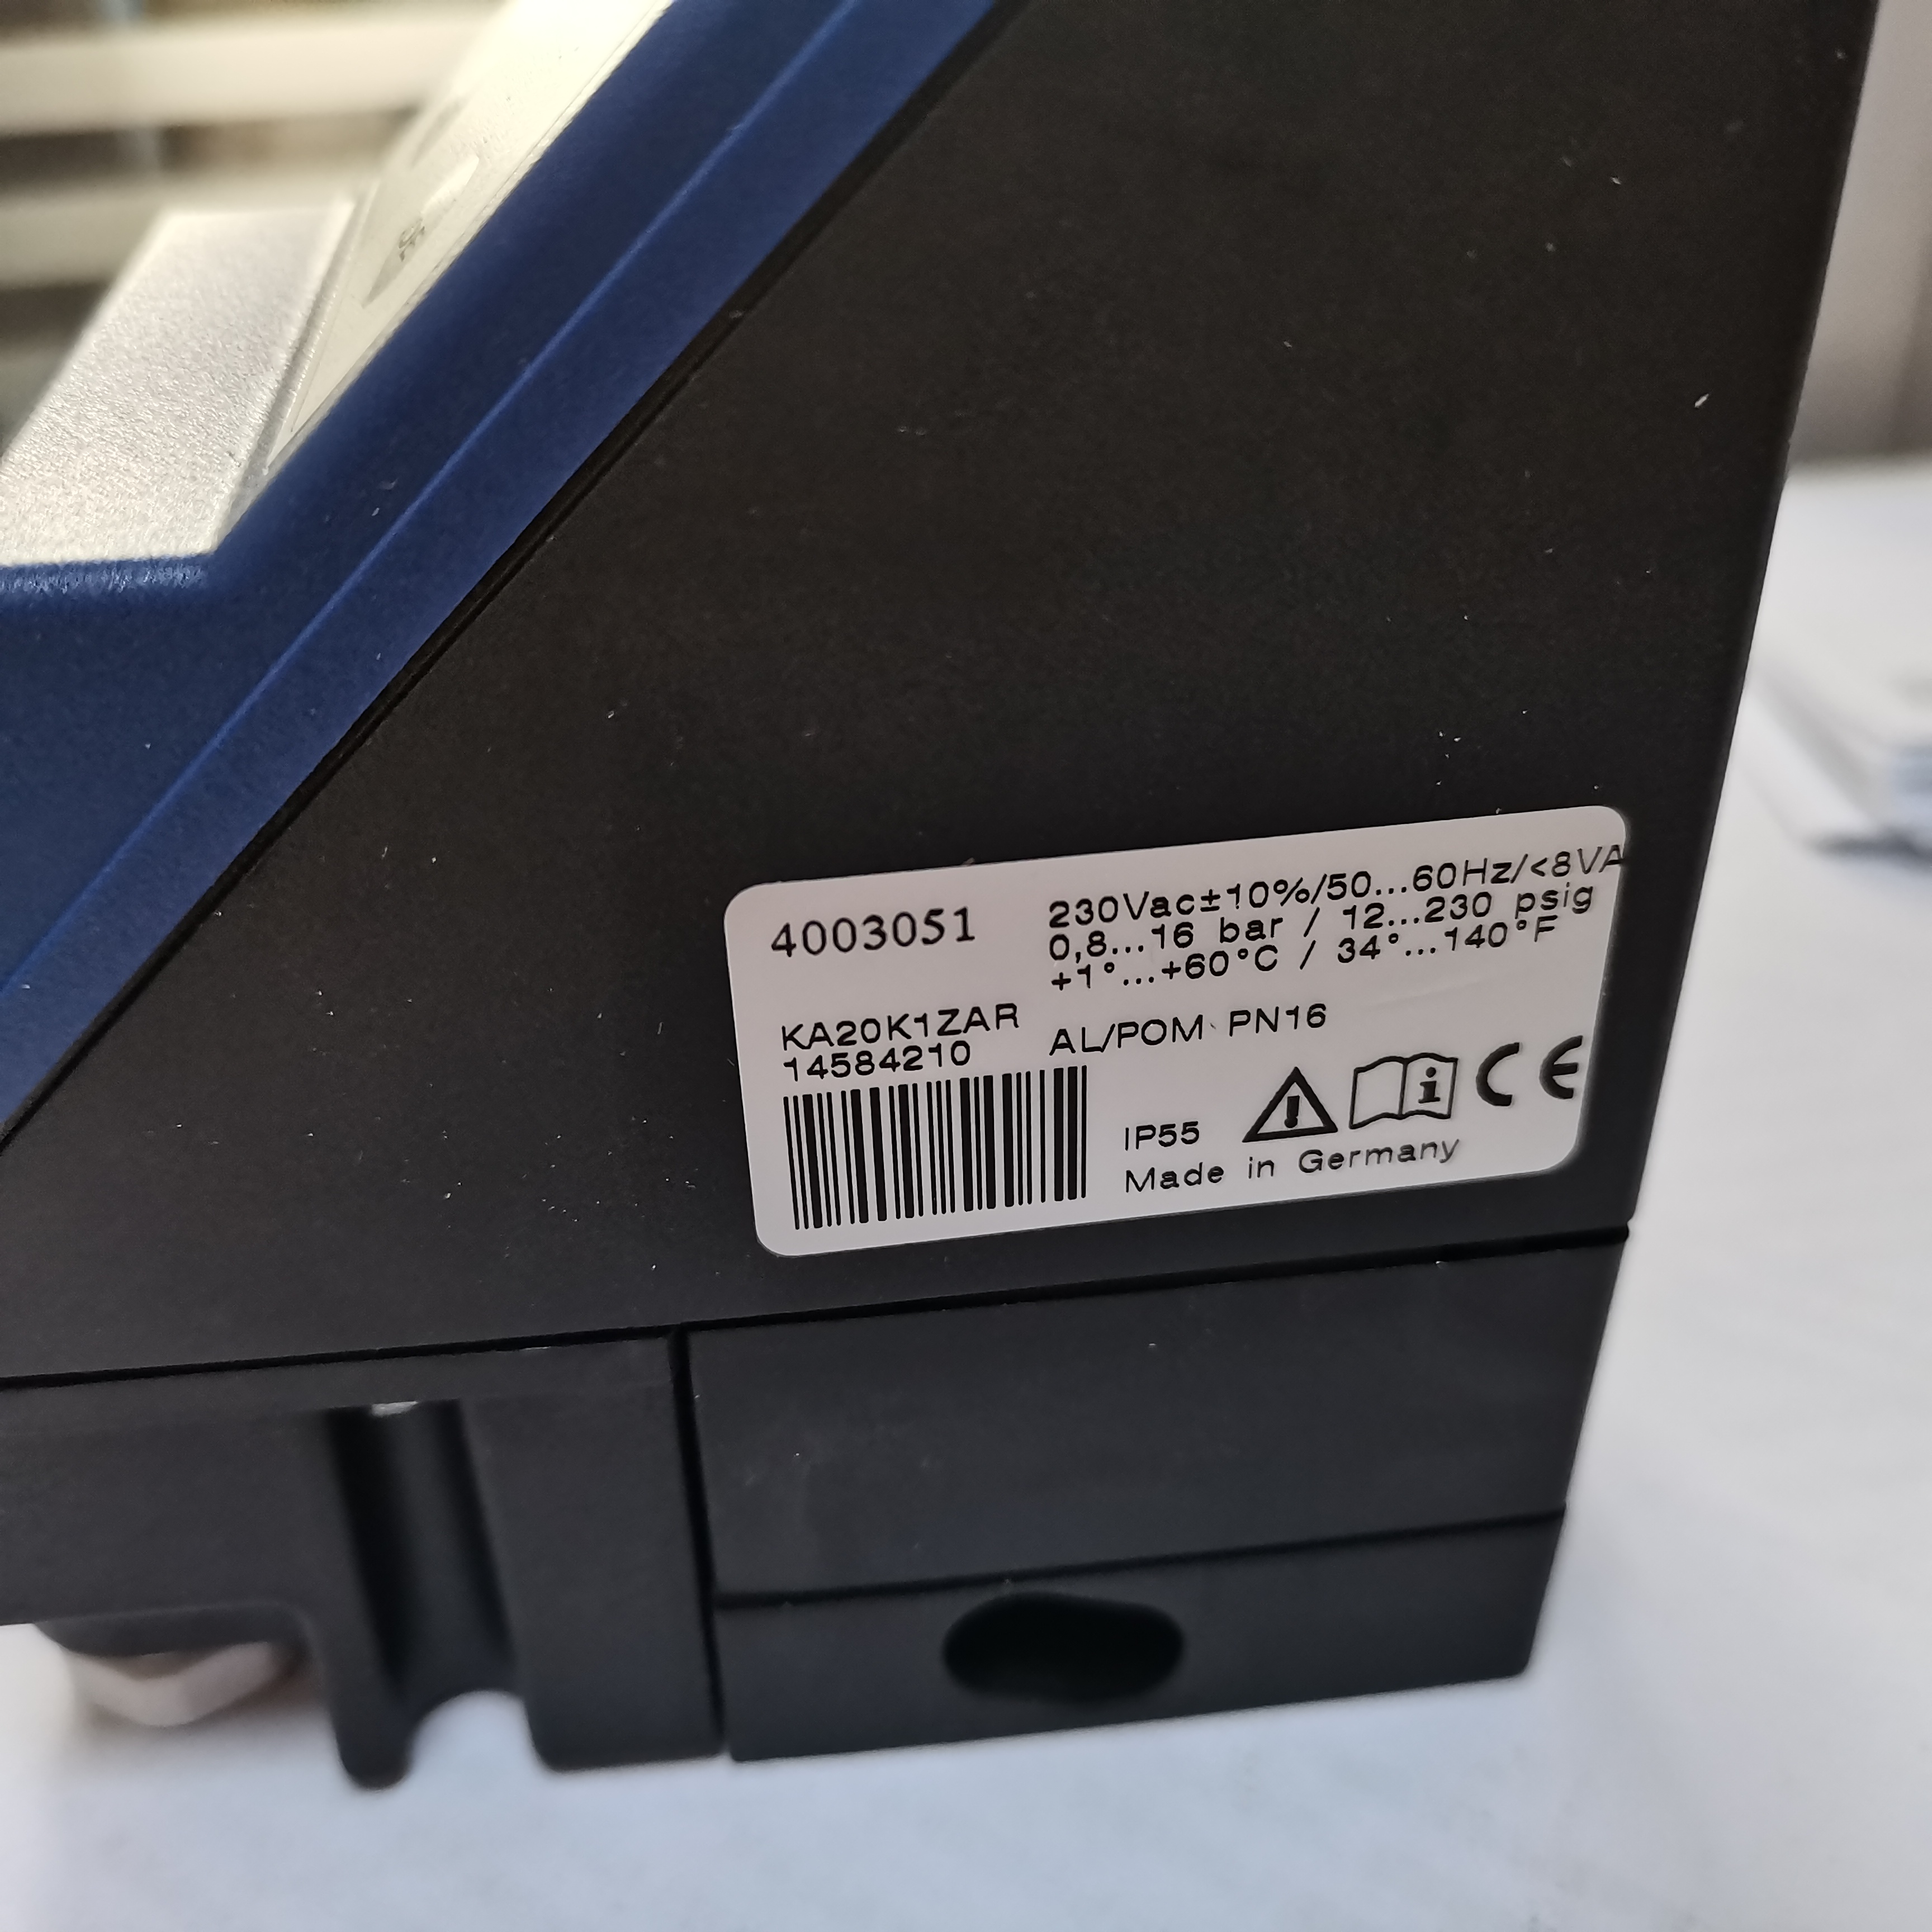 4003051
230Vac±10%/50...60Hz/<8VA
0,8...16 bar / 12...230 psig
+1°...+60°C / 34°...140°F
KA20K1ZAR
14584210
AL/POM PN16
IP55
CE
Made in Germany